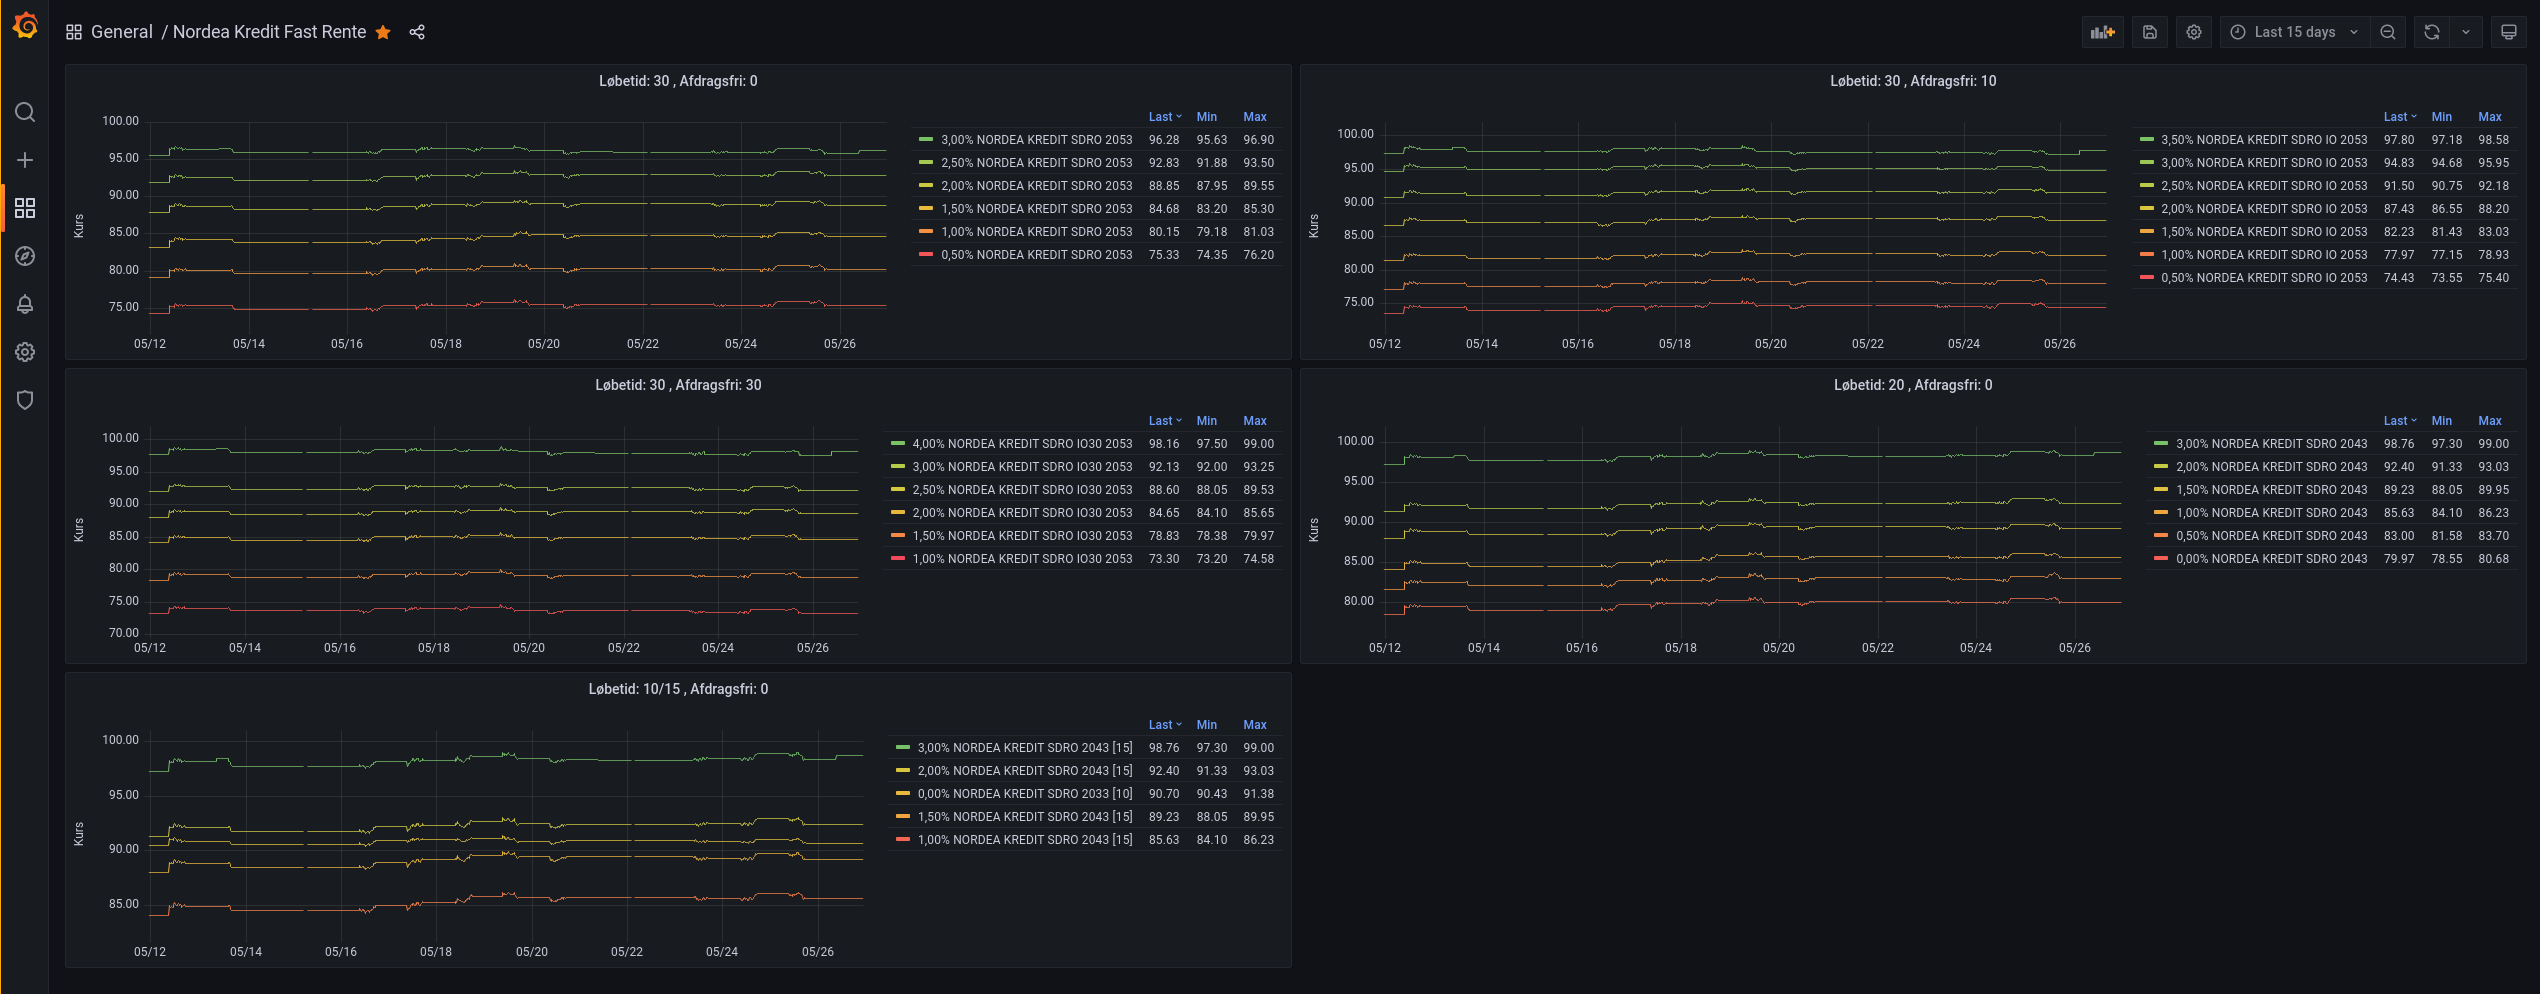 General / Nordea Kredit Fast Rente
Last 15 days
Løbetid: 30 , Afdragsfri: 0
Kurs
100.00
95.00
90.00
85.00
80.00
75.00
05/12 05/14 05/16 05/18 05/20 05/22 05/24 05/26
Last Min Max
3,00% NORDEA KREDIT SDRO 2053 96.28 95.63 96.90
2,50% NORDEA KREDIT SDRO 2053 92.83 91.88 93.50
2,00% NORDEA KREDIT SDRO 2053 88.85 87.95 89.55
1,50% NORDEA KREDIT SDRO 2053 84.68 83.20 85.30
1,00% NORDEA KREDIT SDRO 2053 80.15 79.18 81.03
0,50% NORDEA KREDIT SDRO 2053 75.33 74.35 76.20
Løbetid: 30 , Afdragsfri: 10
Kurs
100.00
95.00
90.00
85.00
80.00
75.00
05/12 05/14 05/16 05/18 05/20 05/22 05/24 05/26
Last Min Max
3,50% NORDEA KREDIT SDRO IO 2053 97.80 97.18 98.58
3,00% NORDEA KREDIT SDRO IO 2053 94.83 94.68 95.95
2,50% NORDEA KREDIT SDRO IO 2053 91.50 90.75 92.18
2,00% NORDEA KREDIT SDRO IO 2053 87.43 86.55 88.20
1,50% NORDEA KREDIT SDRO IO 2053 82.23 81.43 83.03
1,00% NORDEA KREDIT SDRO IO 2053 77.97 77.15 78.93
0,50% NORDEA KREDIT SDRO IO 2053 74.43 73.55 75.40
Løbetid: 30 , Afdragsfri: 30
Kurs
100.00
95.00
90.00
85.00
80.00
75.00
70.00
05/12 05/14 05/16 05/18 05/20 05/22 05/24 05/26
Last Min Max
4,00% NORDEA KREDIT SDRO IO30 2053 98.16 97.50 99.00
3,00% NORDEA KREDIT SDRO IO30 2053 92.13 92.00 93.25
2,50% NORDEA KREDIT SDRO IO30 2053 88.60 88.05 89.53
2,00% NORDEA KREDIT SDRO IO30 2053 84.65 84.10 85.65
1,50% NORDEA KREDIT SDRO IO30 2053 78.83 78.38 79.97
1,00% NORDEA KREDIT SDRO IO30 2053 73.30 73.20 74.58
Løbetid: 20 , Afdragsfri: 0
Kurs
100.00
95.00
90.00
85.00
80.00
05/12 05/14 05/16 05/18 05/20 05/22 05/24 05/26
Last Min Max
3,00% NORDEA KREDIT SDRO 2043 98.76 97.30 99.00
2,00% NORDEA KREDIT SDRO 2043 92.40 91.33 93.03
1,50% NORDEA KREDIT SDRO 2043 89.23 88.05 89.95
1,00% NORDEA KREDIT SDRO 2043 85.63 84.10 86.23
0,50% NORDEA KREDIT SDRO 2043 83.00 81.58 83.70
0,00% NORDEA KREDIT SDRO 2043 79.97 78.55 80.68
Løbetid: 10/15 , Afdragsfri: 0
Kurs
100.00
95.00
90.00
85.00
05/12 05/14 05/16 05/18 05/20 05/22 05/24 05/26
Last Min Max
3,00% NORDEA KREDIT SDRO 2043 [15] 98.76 97.30 99.00
2,00% NORDEA KREDIT SDRO 2043 [15] 92.40 91.33 93.03
0,00% NORDEA KREDIT SDRO 2033 [10] 90.70 90.43 91.38
1,50% NORDEA KREDIT SDRO 2043 [15] 89.23 88.05 89.95
1,00% NORDEA KREDIT SDRO 2043 [15] 85.63 84.10 86.23